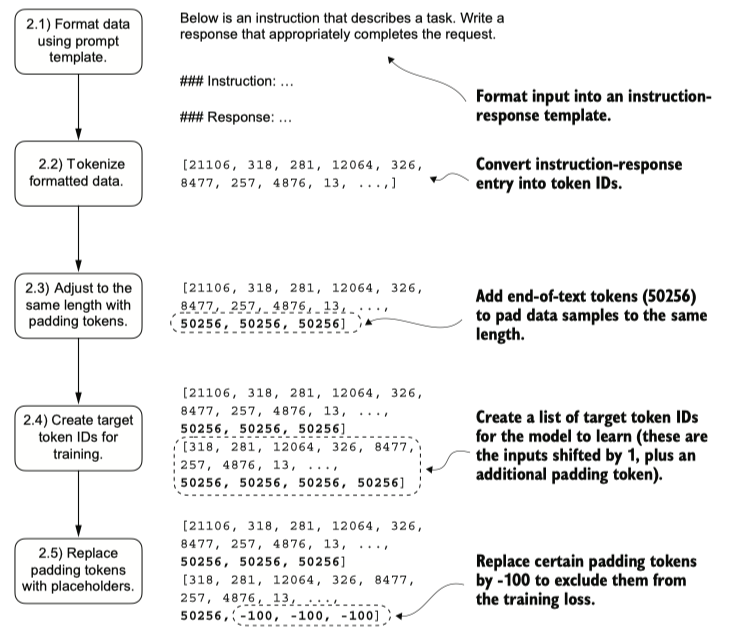 2.1) Format data
using prompt
template.
Below is an instruction that describes a task. Write a
response that appropriately completes the request.
### Instruction: ...
### Response: ...
Format input into an instruction-
response template.
2.2) Tokenize
formatted data.
[21106, 318, 281, 12064, 326,
8477, 257, 4876, 13, ...,]
Convert instruction-response
entry into token IDs.
2.3) Adjust to the
same length with
padding tokens.
[21106, 318, 281, 12064, 326,
8477, 257, 4876, 13, ...,
50256, 50256, 50256]
Add end-of-text tokens (50256)
to pad data samples to the same
length.
2.4) Create target
token IDs for
training.
[21106, 318, 281, 12064, 326,
8477, 257, 4876, 13, ...,
50256, 50256, 50256]
[318, 281, 12064, 326, 8477,
257, 4876, 13, ...,
50256, 50256, 50256, 50256]
Create a list of target token IDs
for the model to learn (these are
the inputs shifted by 1, plus an
additional padding token).
2.5) Replace
padding tokens
with placeholders.
[21106, 318, 281, 12064, 326,
8477, 257, 4876, 13, ...,
50256, 50256, 50256]
[318, 281, 12064, 326, 8477,
257, 4876, 13, ...,
50256, -100, -100, -100]
Replace certain padding tokens
by -100 to exclude them from
the training loss.